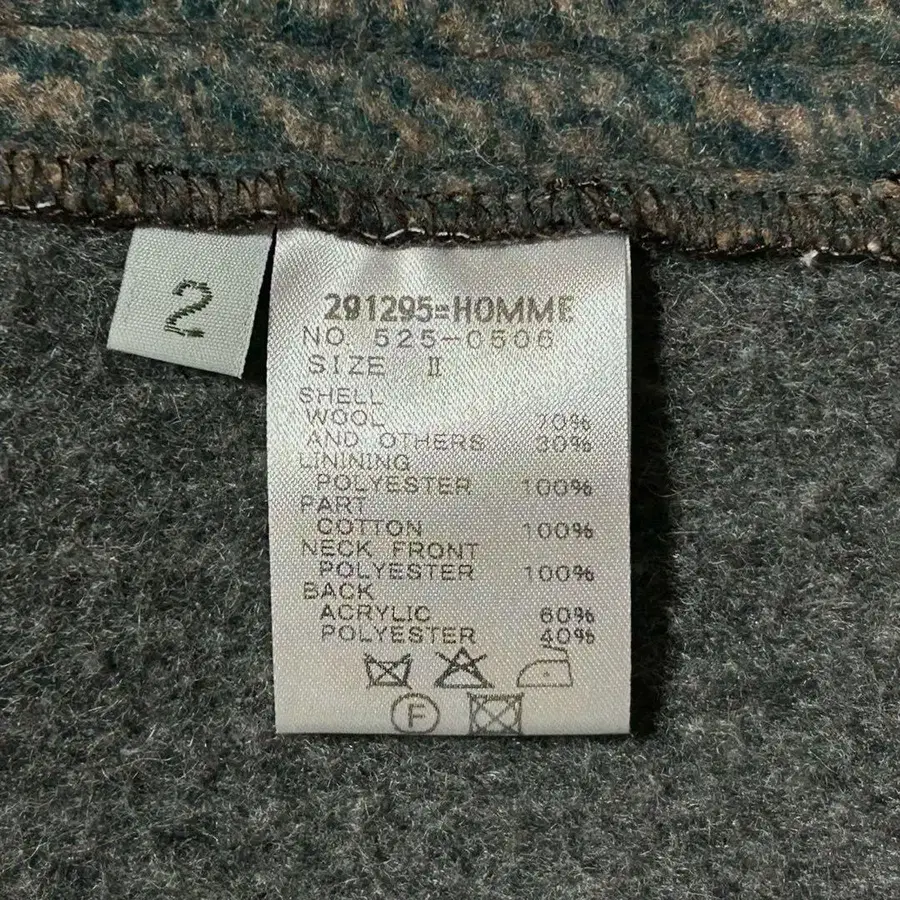 2
291295=HOMME
NO. 525-0506
SIZE II
SHELL
WOOL 70%
AND OTHERS 30%
LINING
POLYESTER 100%
PART
COTTON 100%
NECK FRONT
POLYESTER 100%
BACK
ACRYLIC 60%
POLYESTER 40%
F